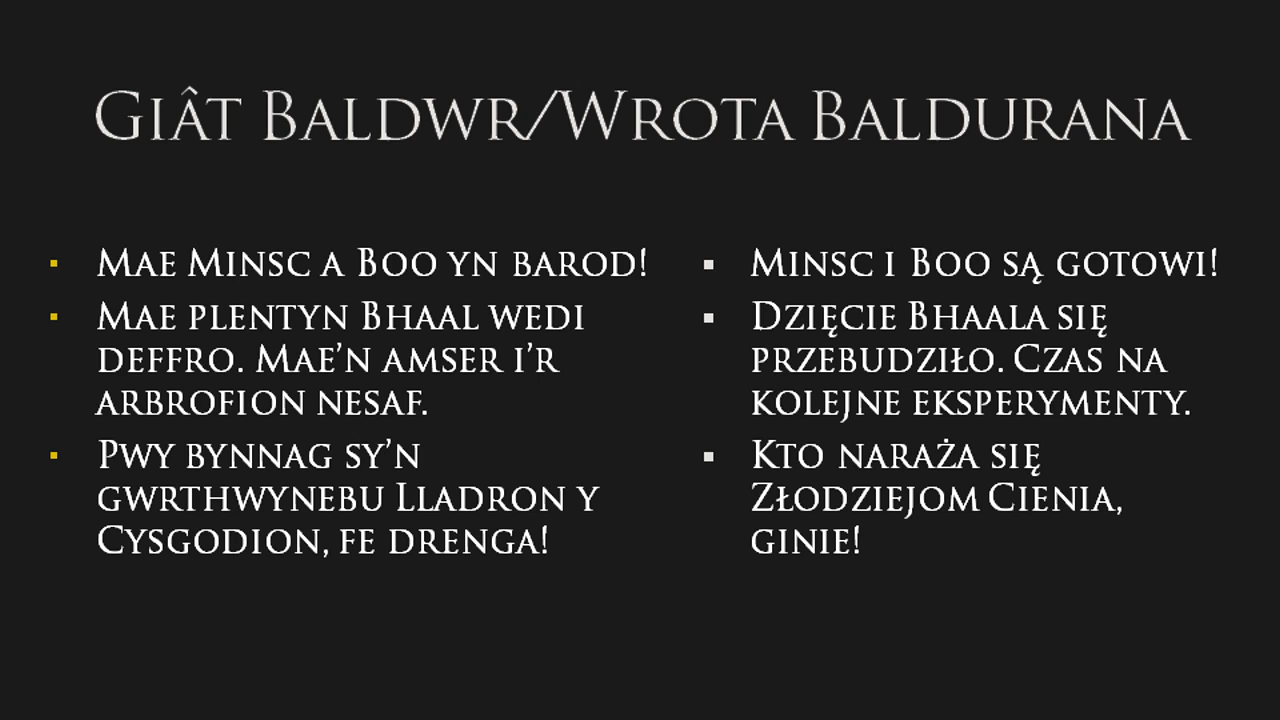 Giât Baldwr/Wrota Baldurana
Mae Minsc a Boo yn barod!
Mae plentyn Bhaal wedi
deffro. Mae’n amser i’r
arbrofion nesaf.
Pwy bynnag sy’n
gwrthwynebu Lladron y
Cysgodion, fe drenga!
Minsc i Boo są gotowi!
Dziecię Bhaala się
przebudziło. Czas na
kolejne eksperymenty.
Kto naraża się
Złodziejom Cienia,
ginie!